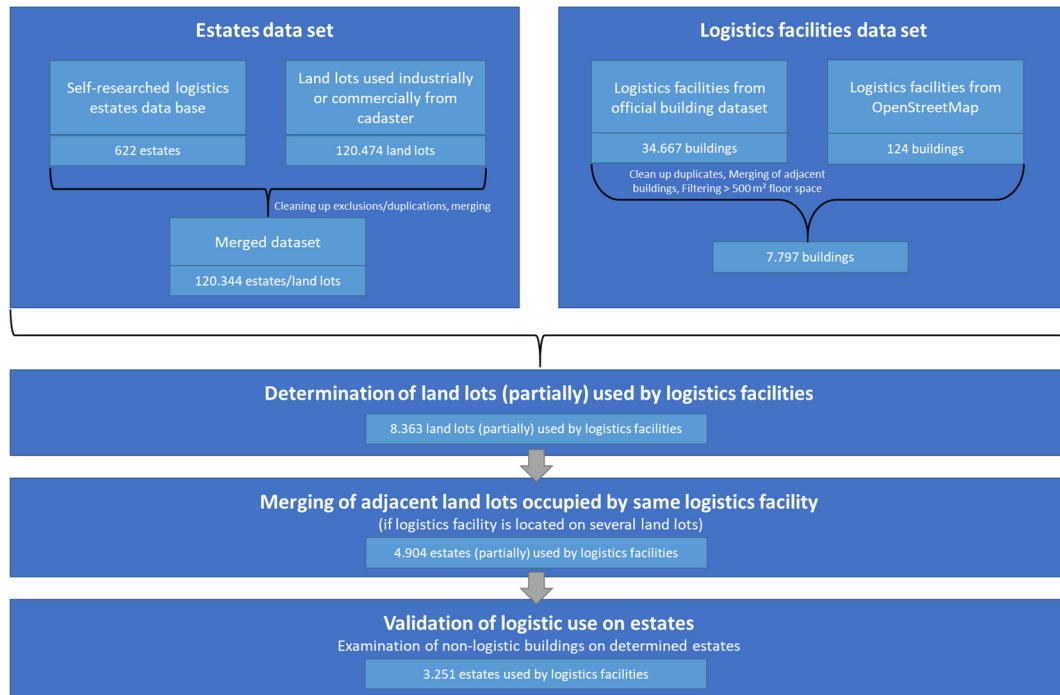 Estates data set
Self-researched logistics
estates data base
622 estates
Land lots used industrially
or commercially from
cadaster
120.474 land lots
Cleaning up exclusions/duplications, merging
Merged dataset
120.344 estates/land lots
Logistics facilities data set
Logistics facilities from
official building dataset
34.667 buildings
Logistics facilities from
OpenStreetMap
124 buildings
Clean up duplicates, Merging of adjacent
buildings, Filtering > 500 m² floor space
7.797 buildings
Determination of land lots (partially) used by logistics facilities
8.363 land lots (partially) used by logistics facilities
Merging of adjacent land lots occupied by same logistics facility
(if logistics facility is located on several land lots)
4.904 estates (partially) used by logistics facilities
Validation of logistic use on estates
Examination of non-logistic buildings on determined estates
3.251 estates used by logistics facilities